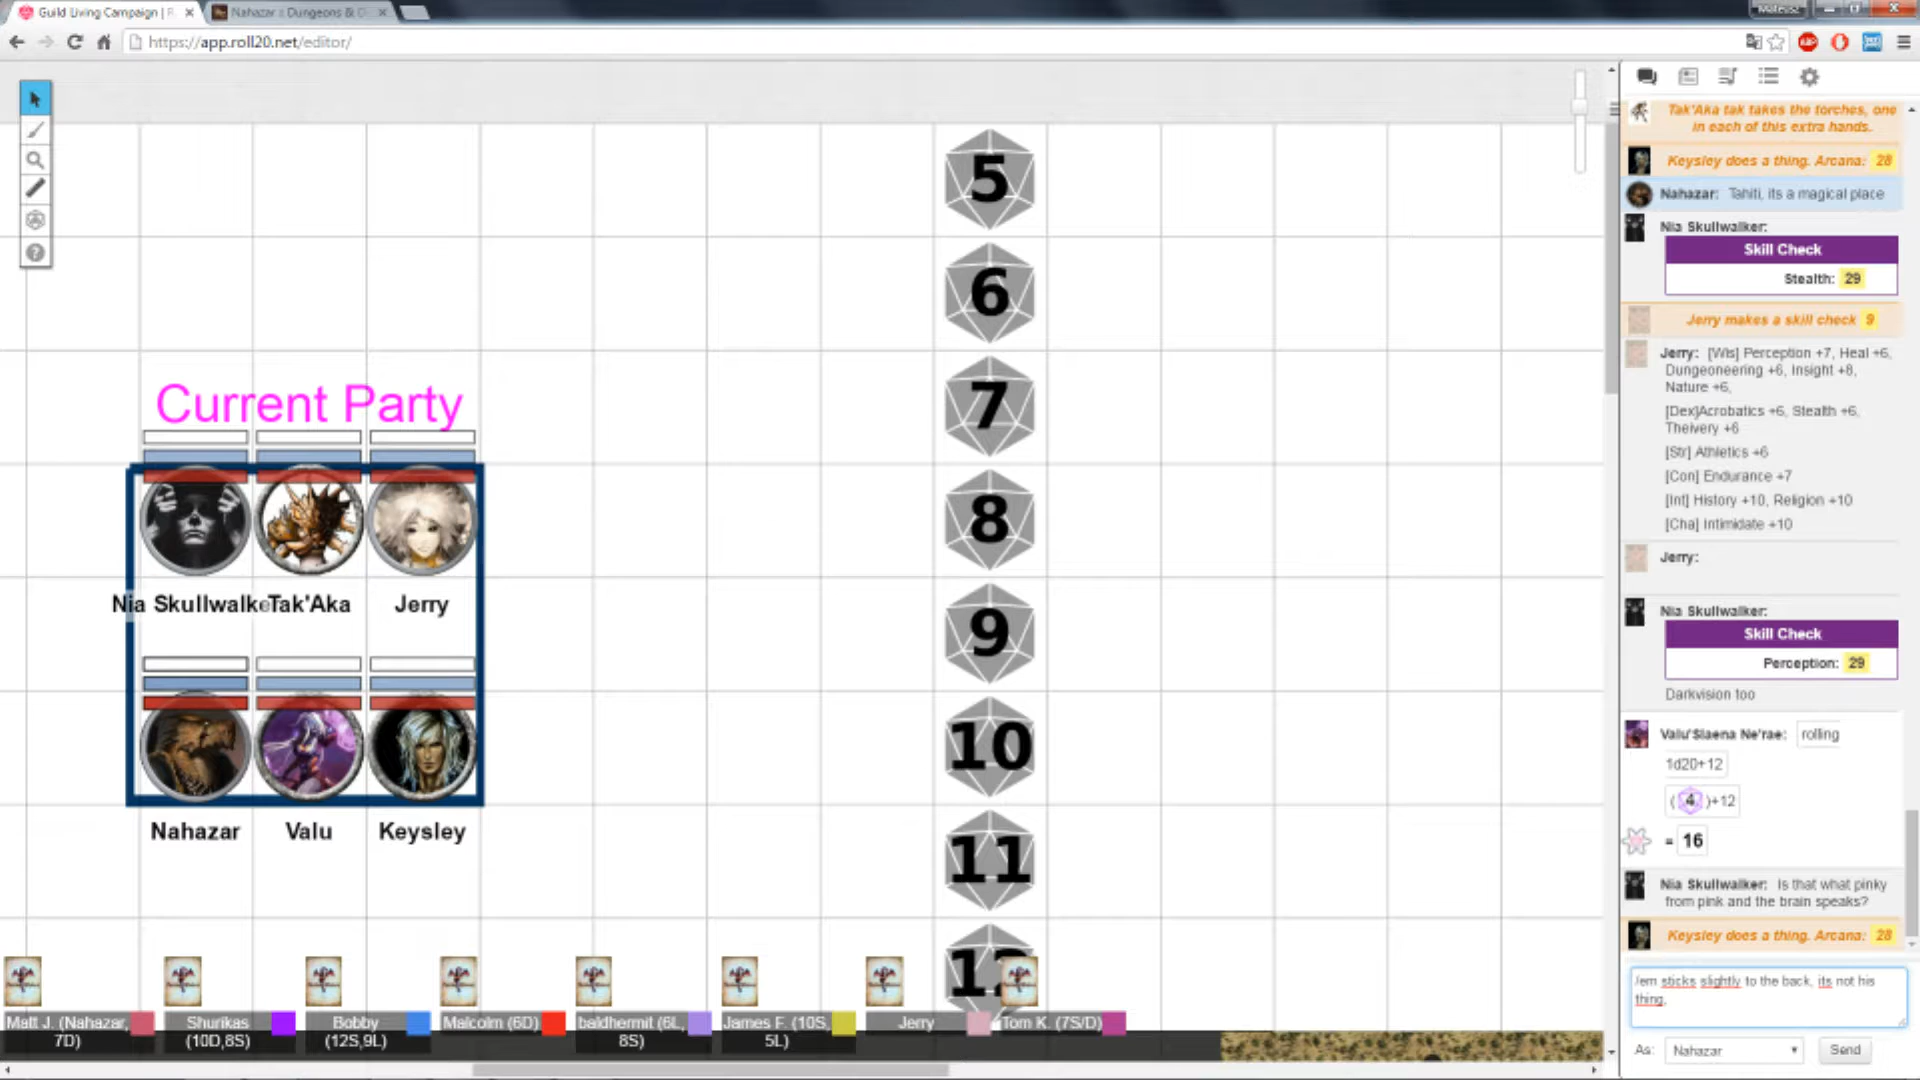 Guild Living Campaign | R
Nahazar :: Dungeons & D
Mateusz
https://app.roll20.net/editor/
ABP
Current Party
Nia Skullwalke
Tak'Aka
Jerry
Nahazar
Valu
Keysley
5
6
7
8
9
10
11
12
Matt J. (Nahazar,
7D)
Shurikas
(10D,8S)
Bobby
(12S,9L)
Malcolm (6D)
baldhermit (6L,
8S)
James F. (10S,
5L)
Jerry
Tom K. (7S/D)
Tak'Aka tak takes the torches, one
in each of this extra hands.
Keysley does a thing. Arcana: 28
Nahazar: Tahiti, its a magical place
Nia Skullwalker:
Skill Check
Stealth: 29
Jerry makes a skill check 9
Jerry: [Wis] Perception +7, Heal +6,
Dungeoneering +6, Insight +8,
Nature +6,
[Dex]Acrobatics +6, Stealth +6,
Theivery +6
[Str] Athletics +6
[Con] Endurance +7
[Int] History +10, Religion +10
[Cha] Intimidate +10
Jerry:
Nia Skullwalker:
Skill Check
Perception: 29
Darkvision too
Valu'Slaena Ne'rae: rolling
1d20+12
(4)+12
= 16
Nia Skullwalker: Is that what pinky
from pink and the brain speaks?
Keysley does a thing. Arcana: 28
/em sticks slightly to the back, its not his
thing.
As: Nahazar Send